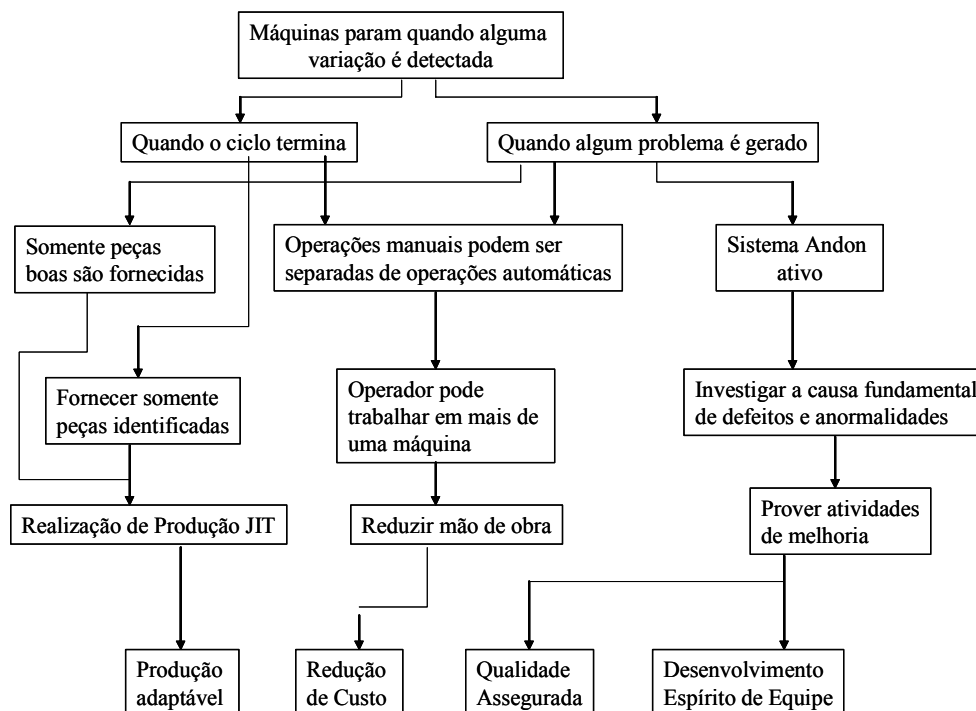 Máquinas param quando alguma
variação é detectada
Quando o ciclo termina
Quando algum problema é gerado
Somente peças
boas são fornecidas
Operações manuais podem ser
separadas de operações automáticas
Sistema Andon
ativo
Fornecer somente
peças identificadas
Operador pode
trabalhar em mais de
uma máquina
Investigar a causa fundamental
de defeitos e anormalidades
Realização de Produção JIT
Reduzir mão de obra
Prover atividades
de melhoria
Produção
adaptável
Redução
de Custo
Qualidade
Assegurada
Desenvolvimento
Espírito de Equipe